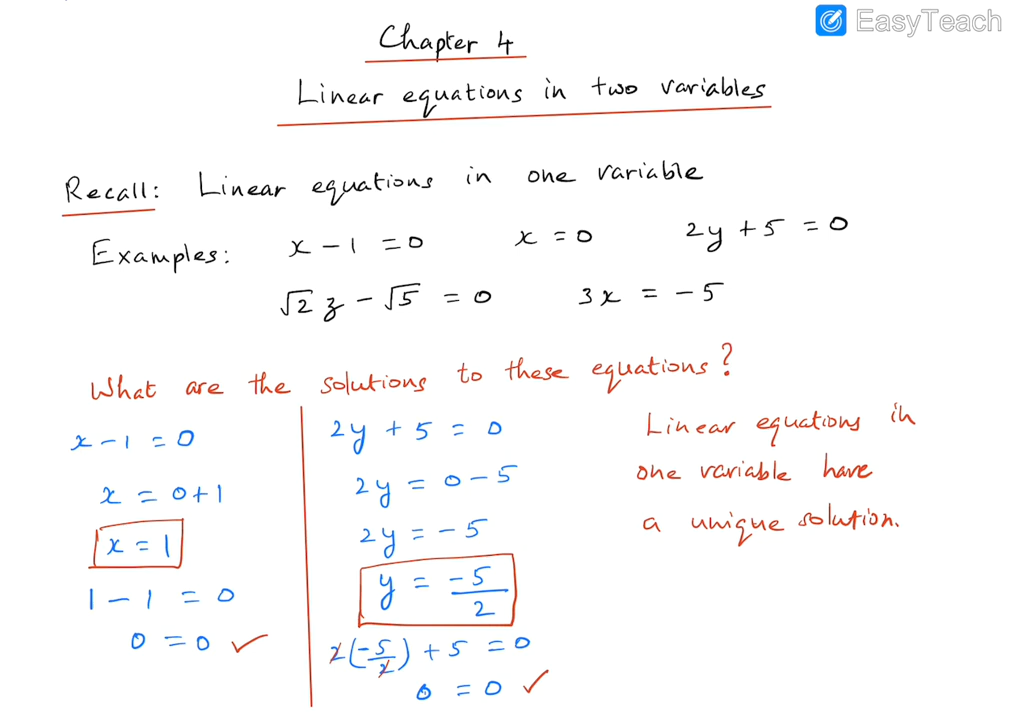 EasyTeach
Chapter 4
Linear equations in two variables
Recall: Linear equations in one variable
Examples: x - 1 = 0 x = 0 2y + 5 = 0
√2 z - √5 = 0 3x = -5
What are the solutions to these equations?
x - 1 = 0
x = 0 + 1
x = 1
1 - 1 = 0
0 = 0 ✓
2y + 5 = 0
2y = 0 - 5
2y = -5
y = -5/2
2(-5/2) + 5 = 0
0 = 0 ✓
Linear equations in
one variable have
a unique solution.